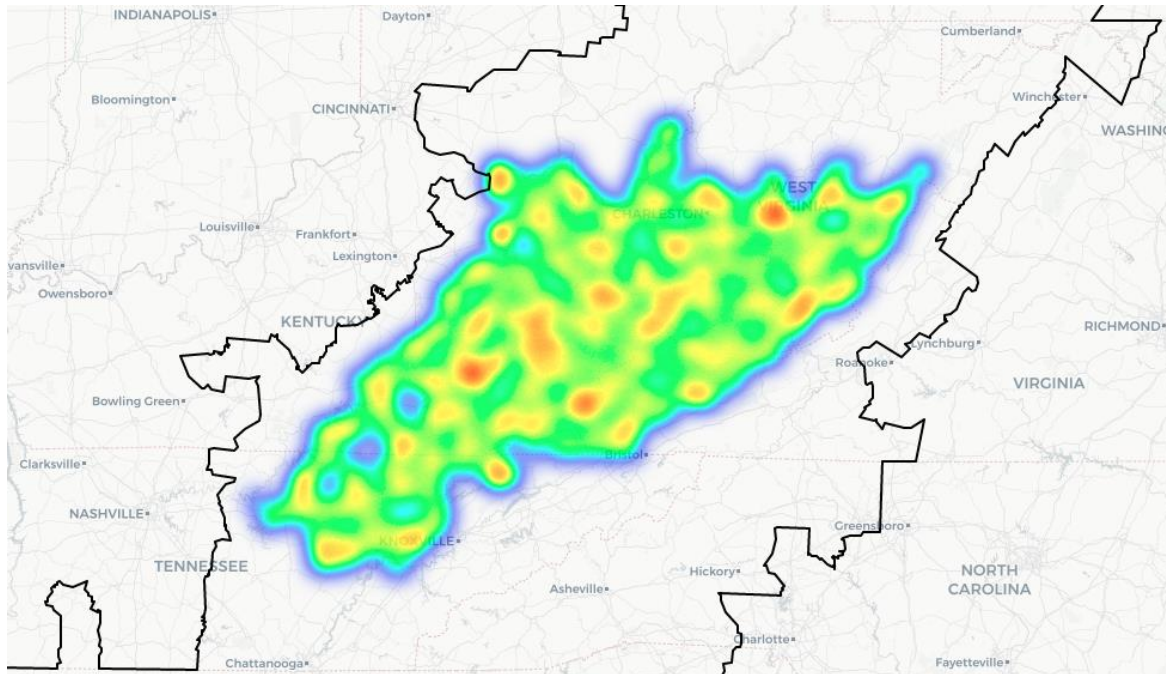 INDIANAPOLIS
Dayton
Cumberland
Bloomington
CINCINNATI
Winchester
WASHING
WEST
VIRGINIA
CHARLESTON
Louisville
Frankfort
Lexington
vansville
Owensboro
KENTUCKY
RICHMOND
Lynchburg
Roanoke
VIRGINIA
Bowling Green
Bristol
Clarksville
NASHVILLE
Greensboro
KNOXVILLE
TENNESSEE
Asheville
Hickory
NORTH
CAROLINA
Charlotte
Chattanooga
Fayetteville